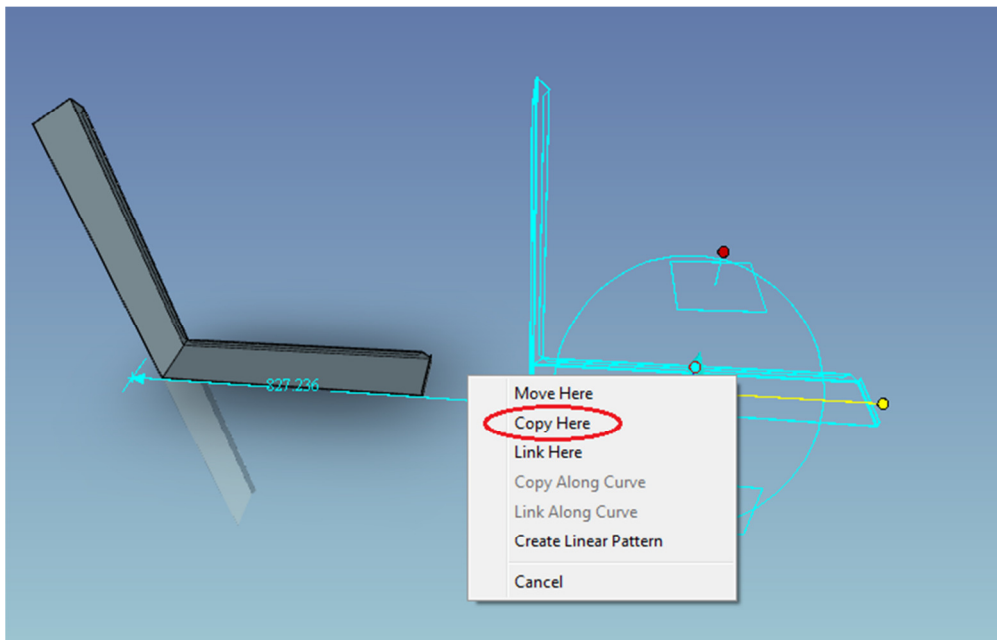 827.236
Move Here
Copy Here
Link Here
Copy Along Curve
Link Along Curve
Create Linear Pattern
Cancel